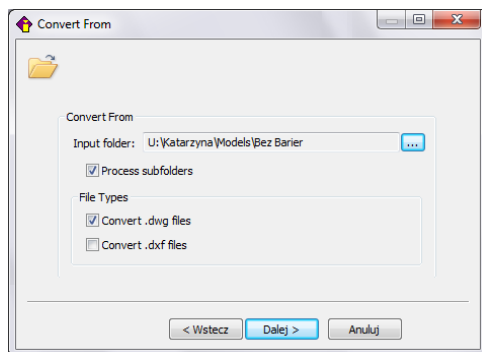 Convert From
Convert From
Input folder: U:\Katarzyna\Models\Bez Barier ...
Process subfolders
File Types
Convert .dwg files
Convert .dxf files
< Wstecz Dalej > Anuluj